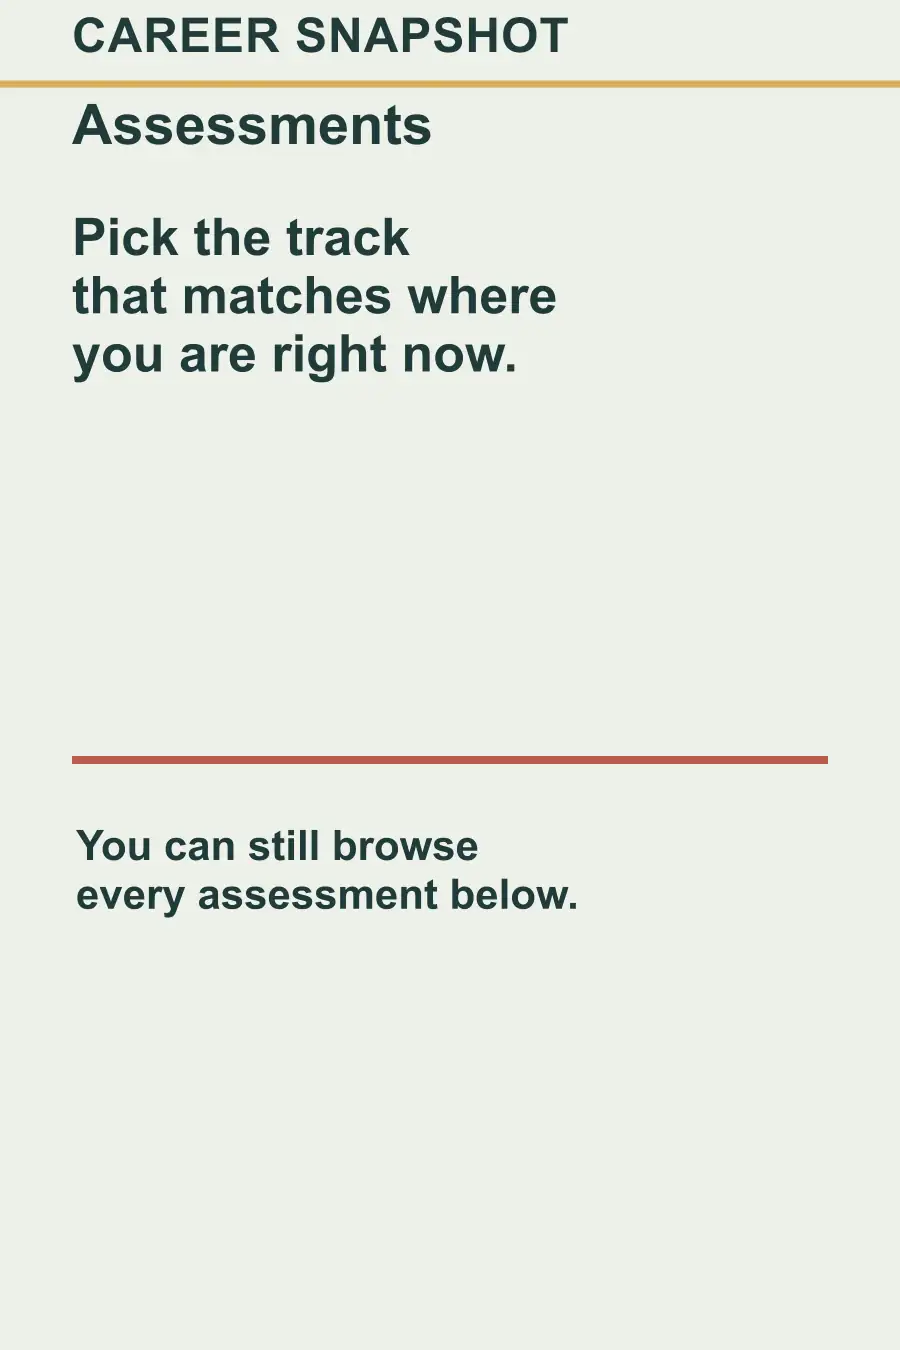 CAREER SNAPSHOT
Assessments
Pick the track
that matches where
you are right now.
You can still browse
every assessment below.